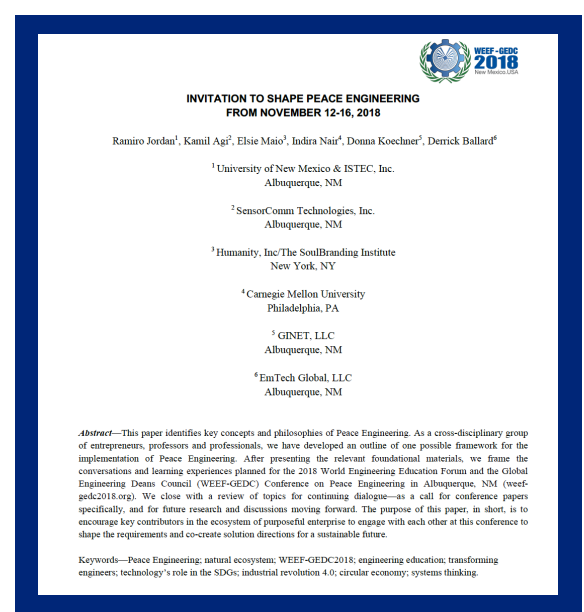 WEEF-GEDC
2018
New Mexico.USA
INVITATION TO SHAPE PEACE ENGINEERING
FROM NOVEMBER 12-16, 2018
Ramiro Jordan¹, Kamil Agi², Elsie Maio³, Indira Nair⁴, Donna Koechner⁵, Derrick Ballard⁶
¹ University of New Mexico & ISTEC, Inc.
Albuquerque, NM
² SensorComm Technologies, Inc.
Albuquerque, NM
³ Humanity, Inc/The SoulBranding Institute
New York, NY
⁴ Carnegie Mellon University
Philadelphia, PA
⁵ GINET, LLC
Albuquerque, NM
⁶ EmTech Global, LLC
Albuquerque, NM
Abstract—This paper identifies key concepts and philosophies of Peace Engineering. As a cross-disciplinary group
of entrepreneurs, professors and professionals, we have developed an outline of one possible framework for the
implementation of Peace Engineering. After presenting the relevant foundational materials, we frame the
conversations and learning experiences planned for the 2018 World Engineering Education Forum and the Global
Engineering Deans Council (WEEF-GEDC) Conference on Peace Engineering in Albuquerque, NM (weef-
gedc2018.org). We close with a review of topics for continuing dialogue—as a call for conference papers
specifically, and for future research and discussions moving forward. The purpose of this paper, in short, is to
encourage key contributors in the ecosystem of purposeful enterprise to engage with each other at this conference to
shape the requirements and co-create solution directions for a sustainable future.
Keywords—Peace Engineering; natural ecosystem; WEEF-GEDC2018; engineering education; transforming
engineers; technology's role in the SDGs; industrial revolution 4.0; circular economy; systems thinking.